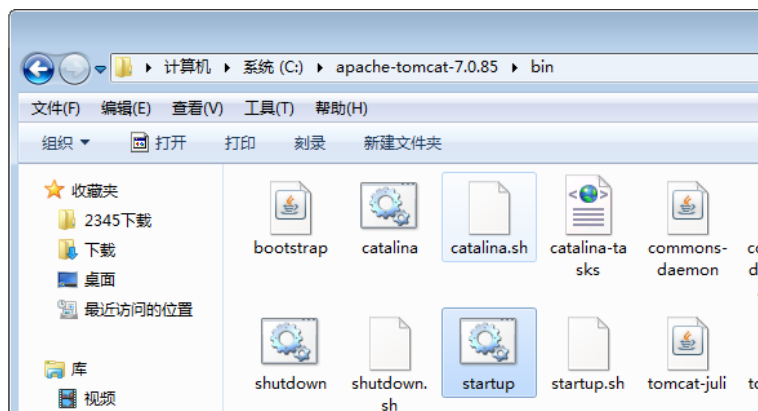 计算机 系统 (C:) apache-tomcat-7.0.85 bin
文件(F) 编辑(E) 查看(V) 工具(T) 帮助(H)
组织 打开 打印 刻录 新建文件夹
收藏夹
2345下载
下载
桌面
最近访问的位置
库
视频
bootstrap catalina catalina.sh catalina-ta
sks
commons-
daemon
shutdown shutdown.
sh
startup startup.sh tomcat-juli